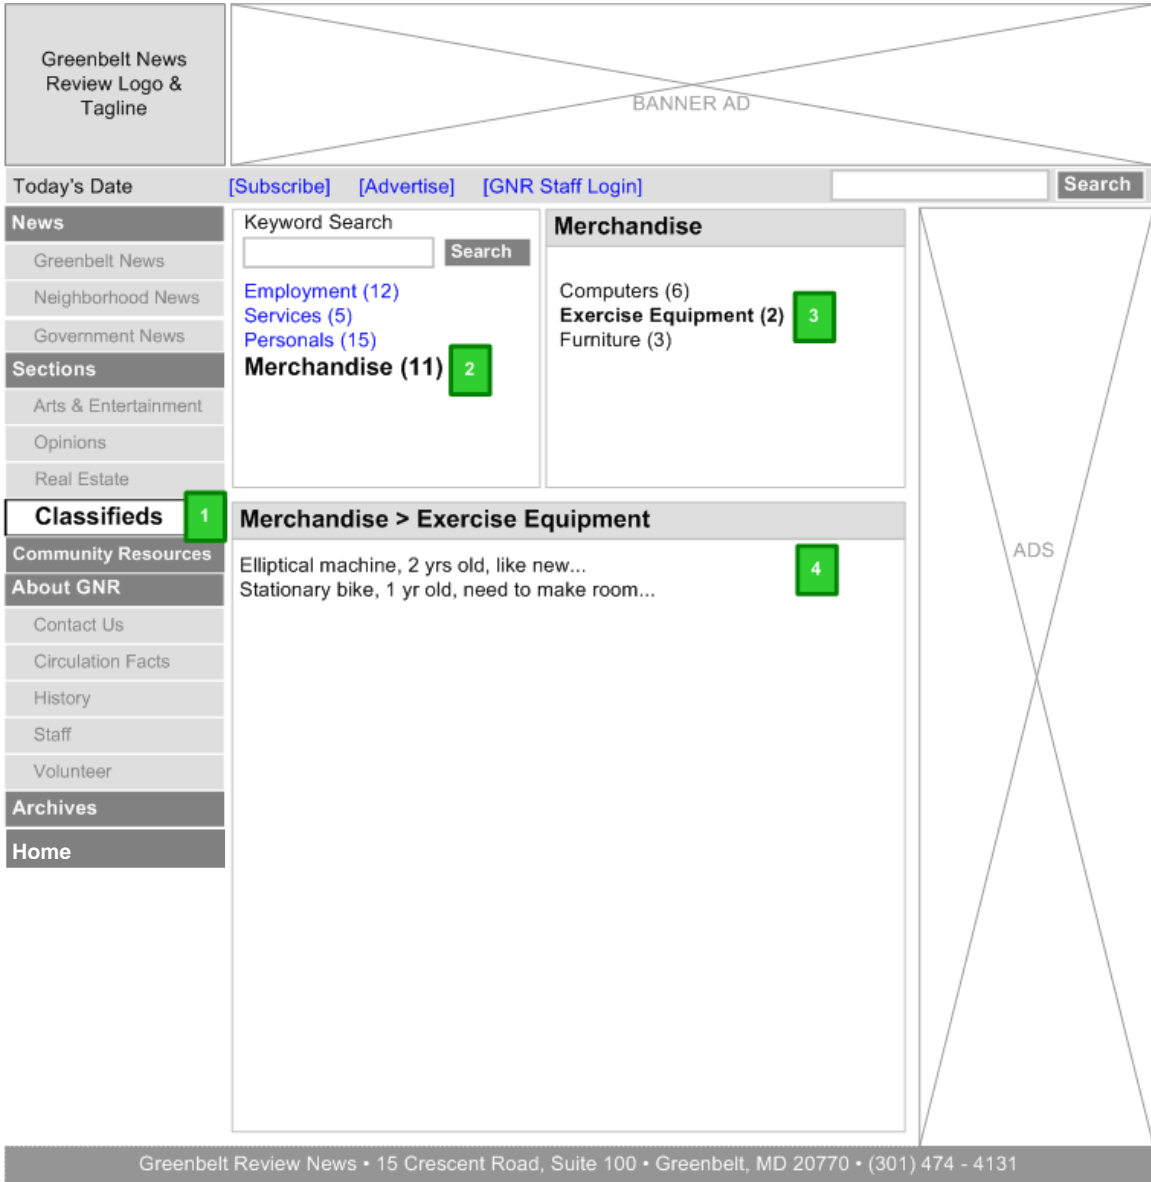 Greenbelt News
Review Logo &
Tagline
BANNER AD
Today's Date
[Subscribe]
[Advertise]
[GNR Staff Login]
Search
News
Greenbelt News
Neighborhood News
Government News
Sections
Arts & Entertainment
Opinions
Real Estate
Classifieds
1
Community Resources
About GNR
Contact Us
Circulation Facts
History
Staff
Volunteer
Archives
Home
Keyword Search
Search
Employment (12)
Services (5)
Personals (15)
Merchandise (11)
2
Merchandise
Computers (6)
Exercise Equipment (2)
3
Furniture (3)
Merchandise > Exercise Equipment
Elliptical machine, 2 yrs old, like new...
Stationary bike, 1 yr old, need to make room...
4
ADS
Greenbelt Review News • 15 Crescent Road, Suite 100 • Greenbelt, MD 20770 • (301) 474 - 4131